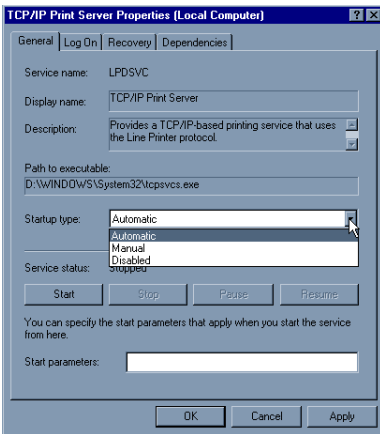 TCP/IP Print Server Properties (Local Computer)
General Log On Recovery Dependencies
Service name: LPDSVC
Display name: TCP/IP Print Server
Description: Provides a TCP/IP-based printing service that uses
the Line Printer protocol.
Path to executable:
D:\WINDOWS\System32\tcpsvcs.exe
Startup type: Automatic
Automatic
Manual
Disabled
Service status: Stopped
Start Stop Pause Resume
You can specify the start parameters that apply when you start the service
from here.
Start parameters:
OK Cancel Apply